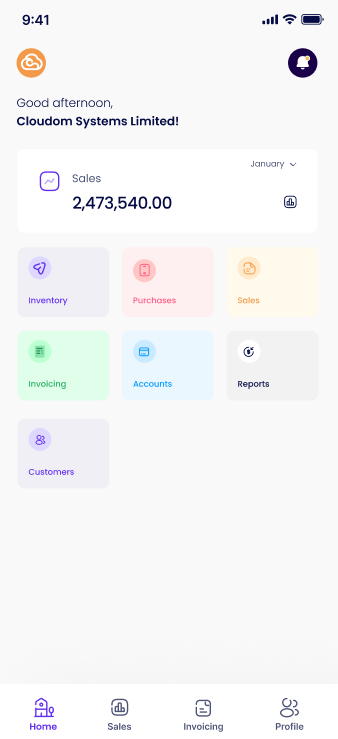 9:41
Good afternoon,
Cloudom Systems Limited!
January
Sales
2,473,540.00
Inventory
Purchases
Sales
Invoicing
Accounts
Reports
Customers
Home
Sales
Invoicing
Profile